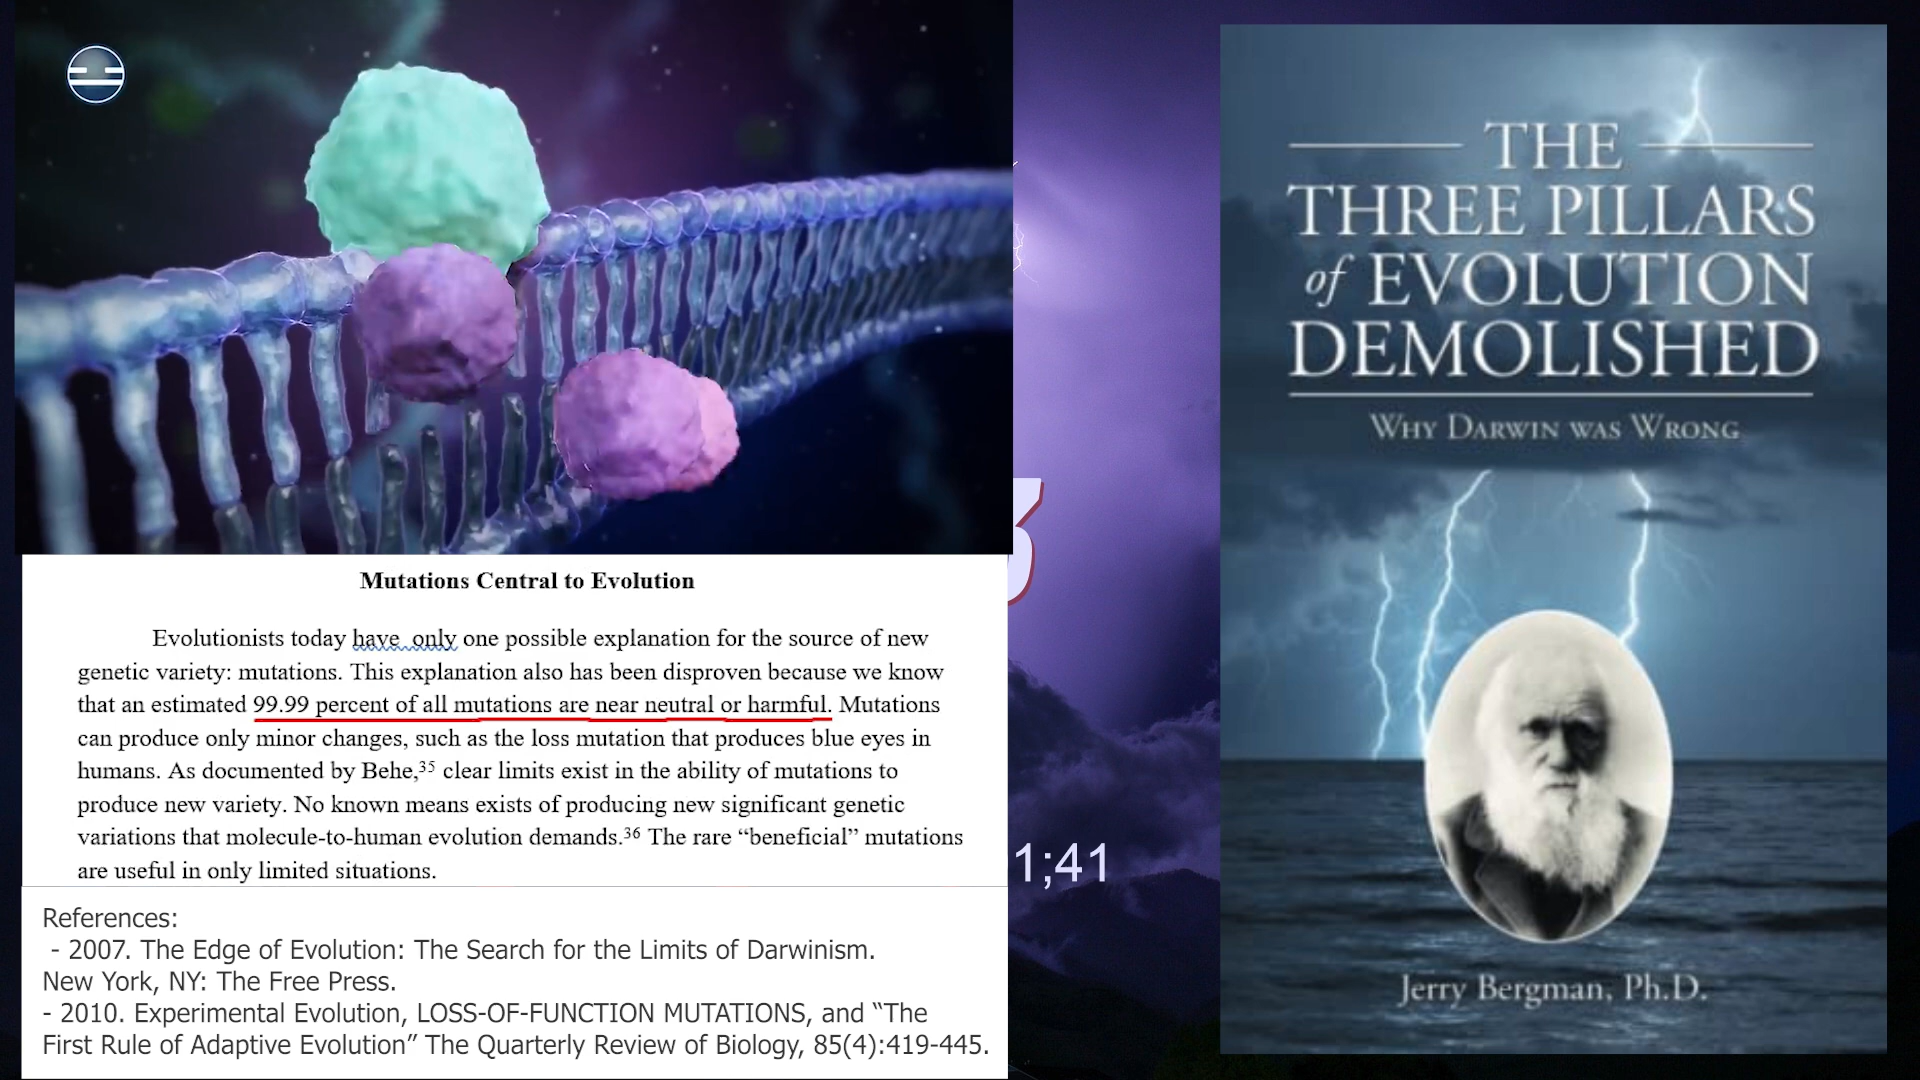 Mutations Central to Evolution
Evolutionists today have only one possible explanation for the source of new
genetic variety: mutations. This explanation also has been disproven because we know
that an estimated 99.99 percent of all mutations are near neutral or harmful. Mutations
can produce only minor changes, such as the loss mutation that produces blue eyes in
humans. As documented by Behe,35 clear limits exist in the ability of mutations to
produce new variety. No known means exists of producing new significant genetic
variations that molecule-to-human evolution demands.36 The rare “beneficial” mutations
are useful in only limited situations.
References:
- 2007. The Edge of Evolution: The Search for the Limits of Darwinism.
New York, NY: The Free Press.
- 2010. Experimental Evolution, LOSS-OF-FUNCTION MUTATIONS, and “The
First Rule of Adaptive Evolution” The Quarterly Review of Biology, 85(4):419-445.
1;41
THE
THREE PILLARS
of EVOLUTION
DEMOLISHED
WHY DARWIN WAS WRONG
Jerry Bergman, Ph.D.